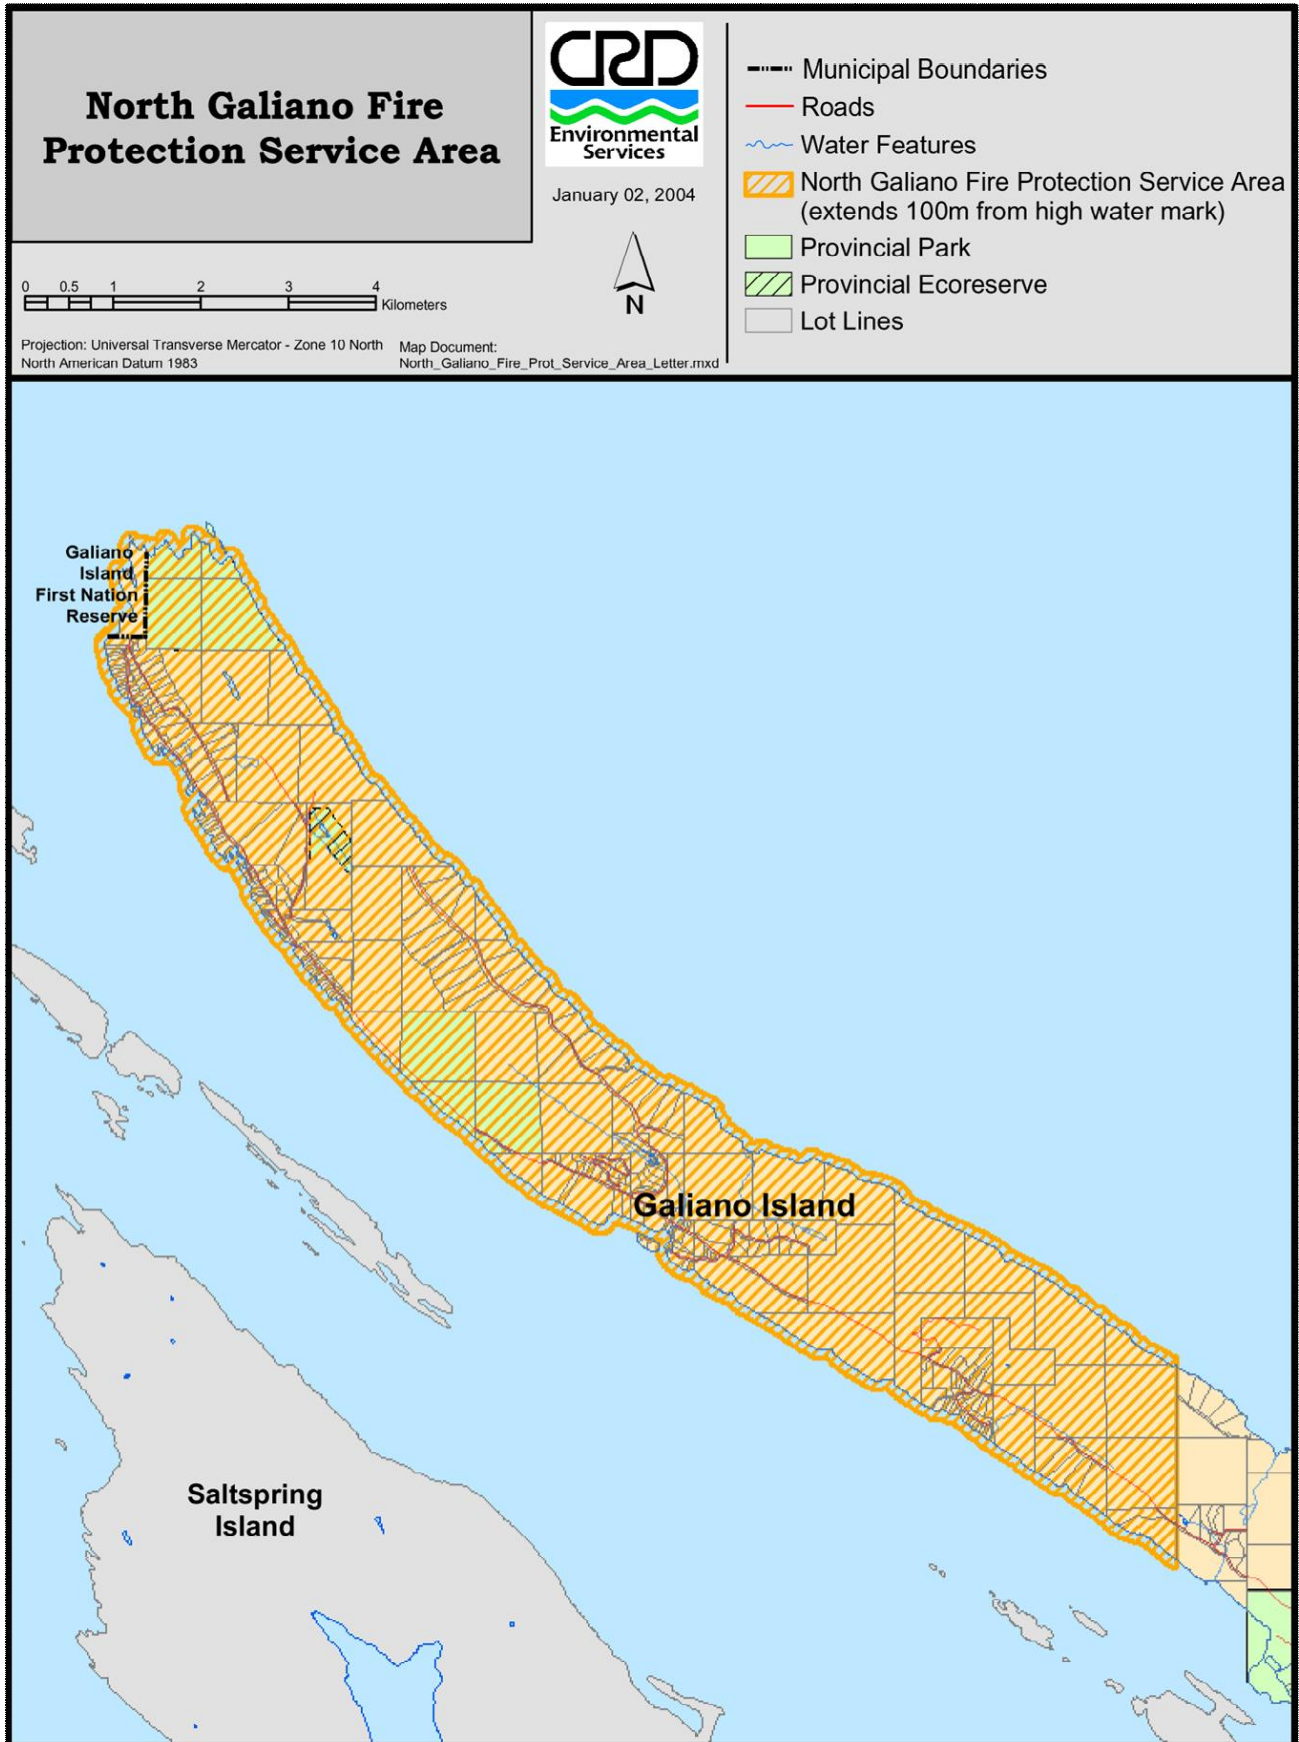 North Galiano Fire
Protection Service Area
CRD
Environmental
Services
January 02, 2004
N
0 0.5 1 2 3 4
Kilometers
Projection: Universal Transverse Mercator - Zone 10 North
North American Datum 1983
Map Document:
North_Galiano_Fire_Prot_Service_Area_Letter.mxd
Municipal Boundaries
Roads
Water Features
North Galiano Fire Protection Service Area
(extends 100m from high water mark)
Provincial Park
Provincial Ecoreserve
Lot Lines
Galiano
Island
First Nation
Reserve
Galiano Island
Saltspring
Island